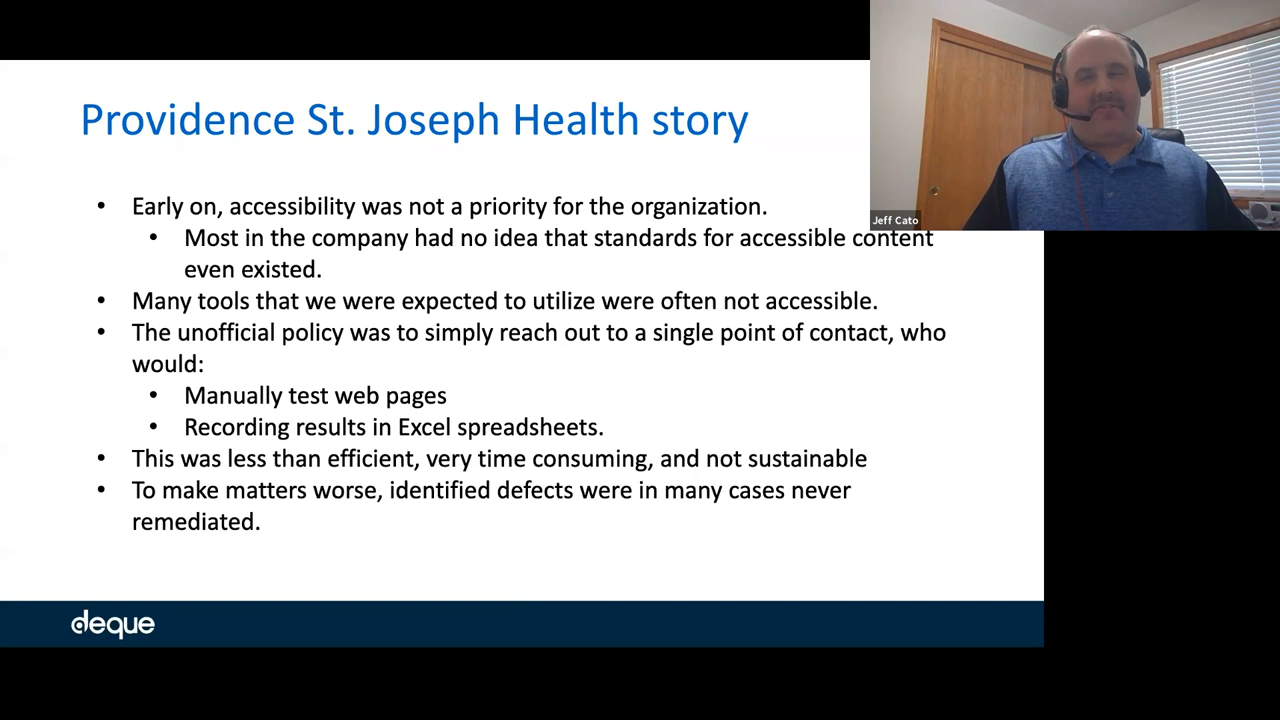 Providence St. Joseph Health story
Jeff Cato
• Early on, accessibility was not a priority for the organization.
• Most in the company had no idea that standards for accessible content
even existed.
• Many tools that we were expected to utilize were often not accessible.
• The unofficial policy was to simply reach out to a single point of contact, who
would:
• Manually test web pages
• Recording results in Excel spreadsheets.
• This was less than efficient, very time consuming, and not sustainable
• To make matters worse, identified defects were in many cases never
remediated.
deque